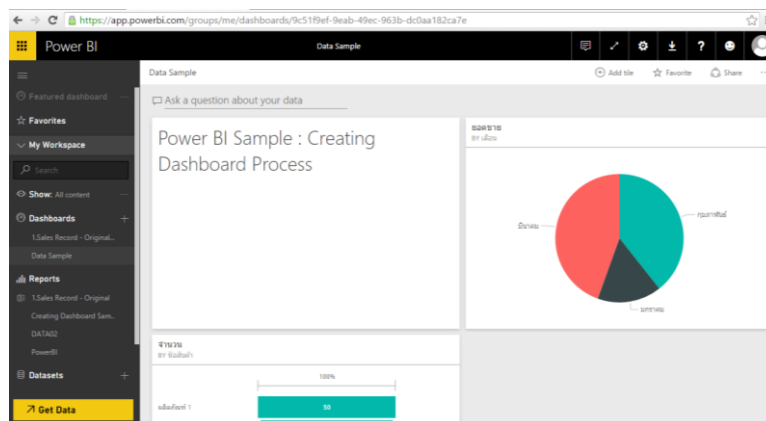 https://app.powerbi.com/groups/me/dashboards/9c51f9ef-9eab-49ec-963b-dc0aa182ca7e
Power BI
Data Sample
?
Data Sample
Add tile
Favorite
Share
...
Featured dashboard
...
Favorites
My Workspace
Search
Show: All content
...
Dashboards
+
1.Sales Record - Original...
Data Sample
Reports
1.Sales Record - Original
Creating Dashboard Sam..
DATA02
PowerBI
Datasets
+
Get Data
Ask a question about your data
Power BI Sample : Creating
Dashboard Process
ยอดขาย
BY เดือน
มีนาคม
กุมภาพันธ์
มกราคม
จำนวน
BY ชื่อสินค้า
100%
ผลิตภัณฑ์ 1
50